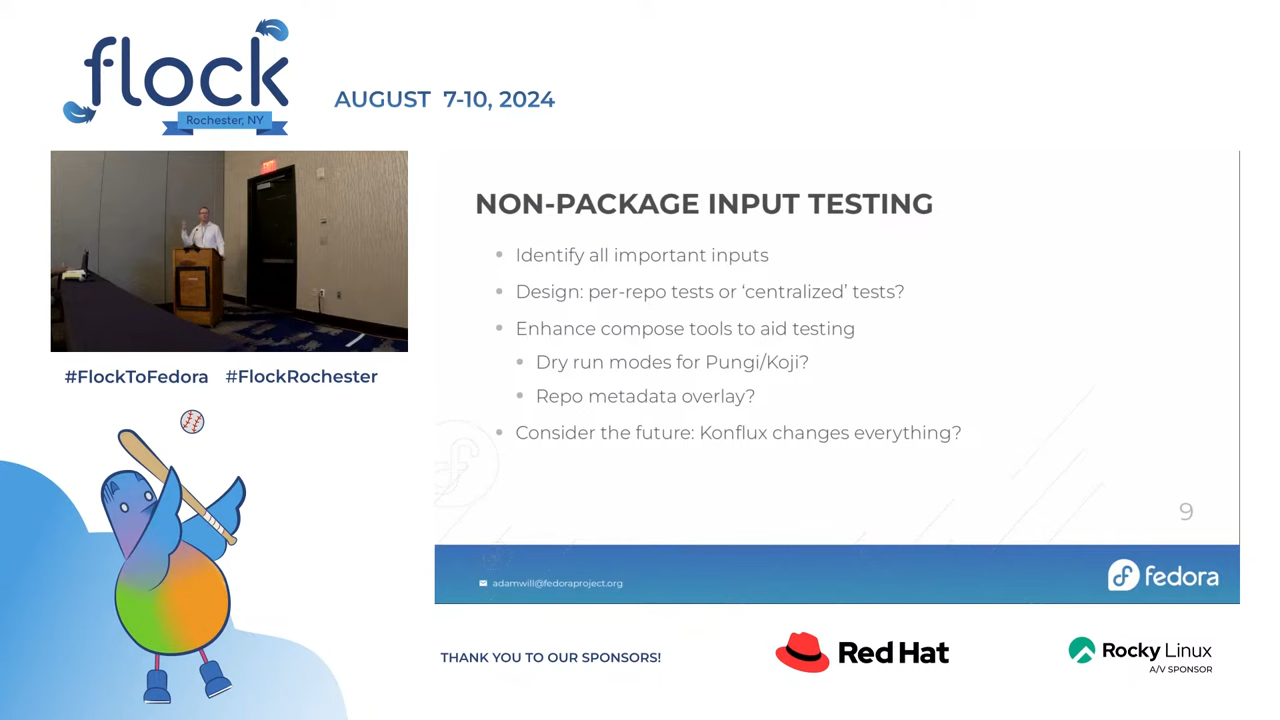 flock
Rochester, NY
AUGUST 7-10, 2024
EXIT
#FlockToFedora #FlockRochester
NON-PACKAGE INPUT TESTING
Identify all important inputs
Design: per-repo tests or ‘centralized’ tests?
Enhance compose tools to aid testing
Dry run modes for Pungi/Koji?
Repo metadata overlay?
Consider the future: Konflux changes everything?
9
adamwill@fedoraproject.org
fedora
THANK YOU TO OUR SPONSORS!
Red Hat
Rocky Linux
A/V SPONSOR